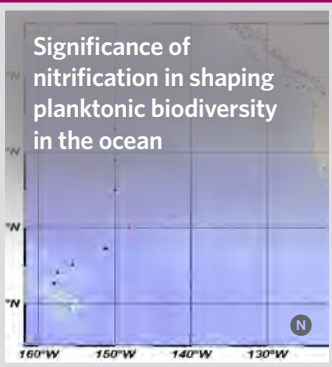 Significance of
nitrification in shaping
planktonic biodiversity
in the ocean
°N
°N
°N
°N
N
160°W 150°W 140°W 130°W